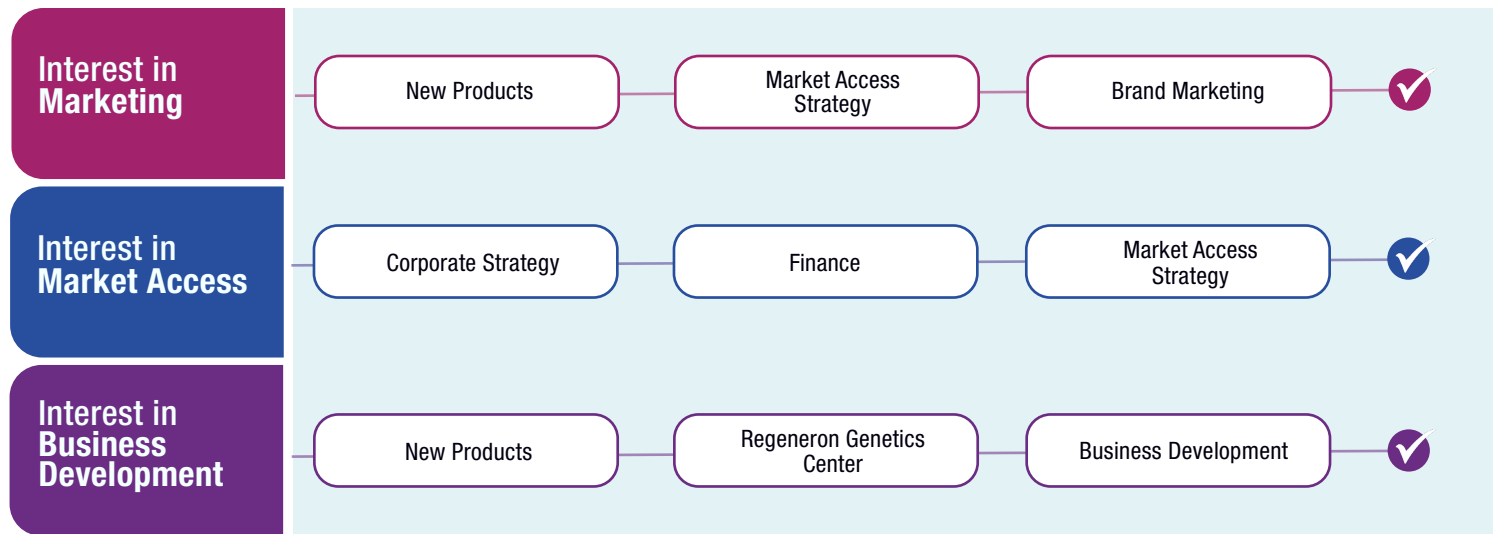 Interest in
Marketing
New Products
Market Access
Strategy
Brand Marketing
Interest in
Market Access
Corporate Strategy
Finance
Market Access
Strategy
Interest in
Business
Development
New Products
Regeneron Genetics
Center
Business Development